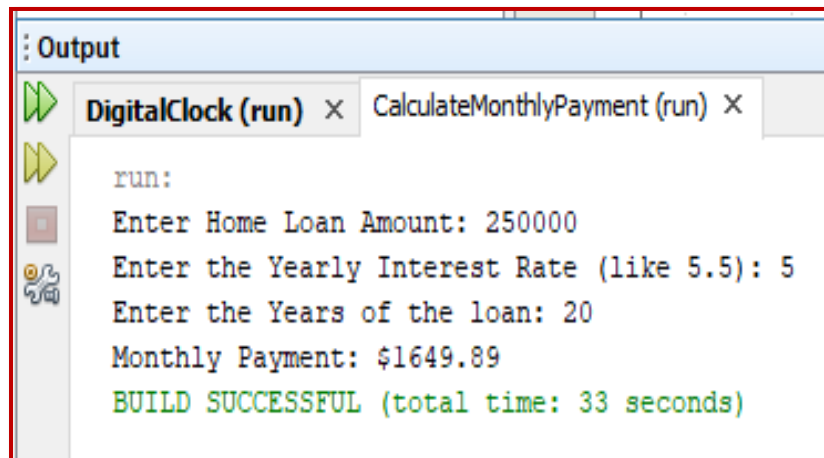 Output
DigitalClock (run) × CalculateMonthlyPayment (run) ×
run:
Enter Home Loan Amount: 250000
Enter the Yearly Interest Rate (like 5.5): 5
Enter the Years of the loan: 20
Monthly Payment: $1649.89
BUILD SUCCESSFUL (total time: 33 seconds)